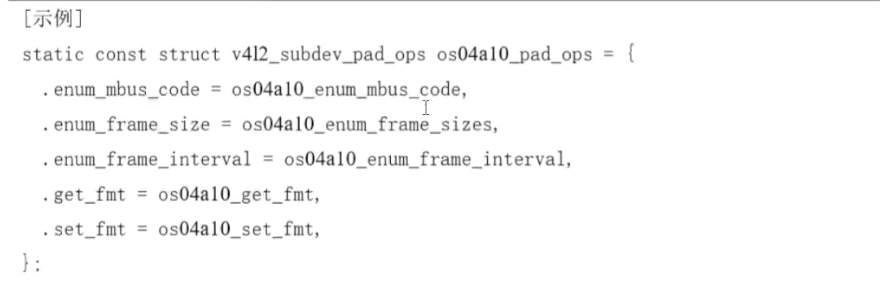 [示例]
static const struct v4l2_subdev_pad_ops os04a10_pad_ops = {
.enum_mbus_code = os04a10_enum_mbus_code,
.enum_frame_size = os04a10_enum_frame_sizes,
.enum_frame_interval = os04a10_enum_frame_interval,
.get_fmt = os04a10_get_fmt,
.set_fmt = os04a10_set_fmt,
};